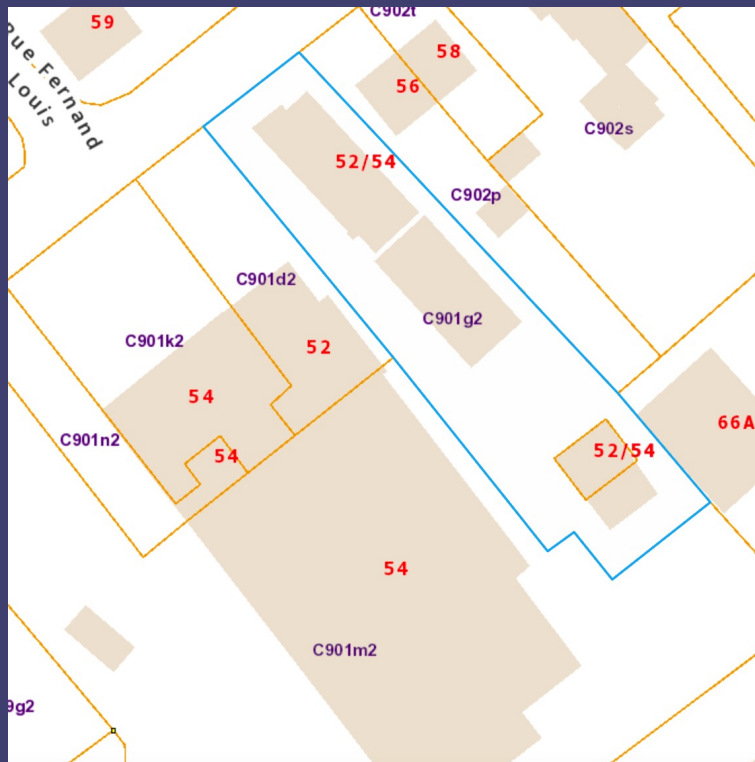 C902t
59
Rue Fernand
Louis
58
56
C902s
52/54
C902p
C901d2
C901g2
C901k2
52
54
66A
C901n2
54
52/54
54
C901m2
9g2